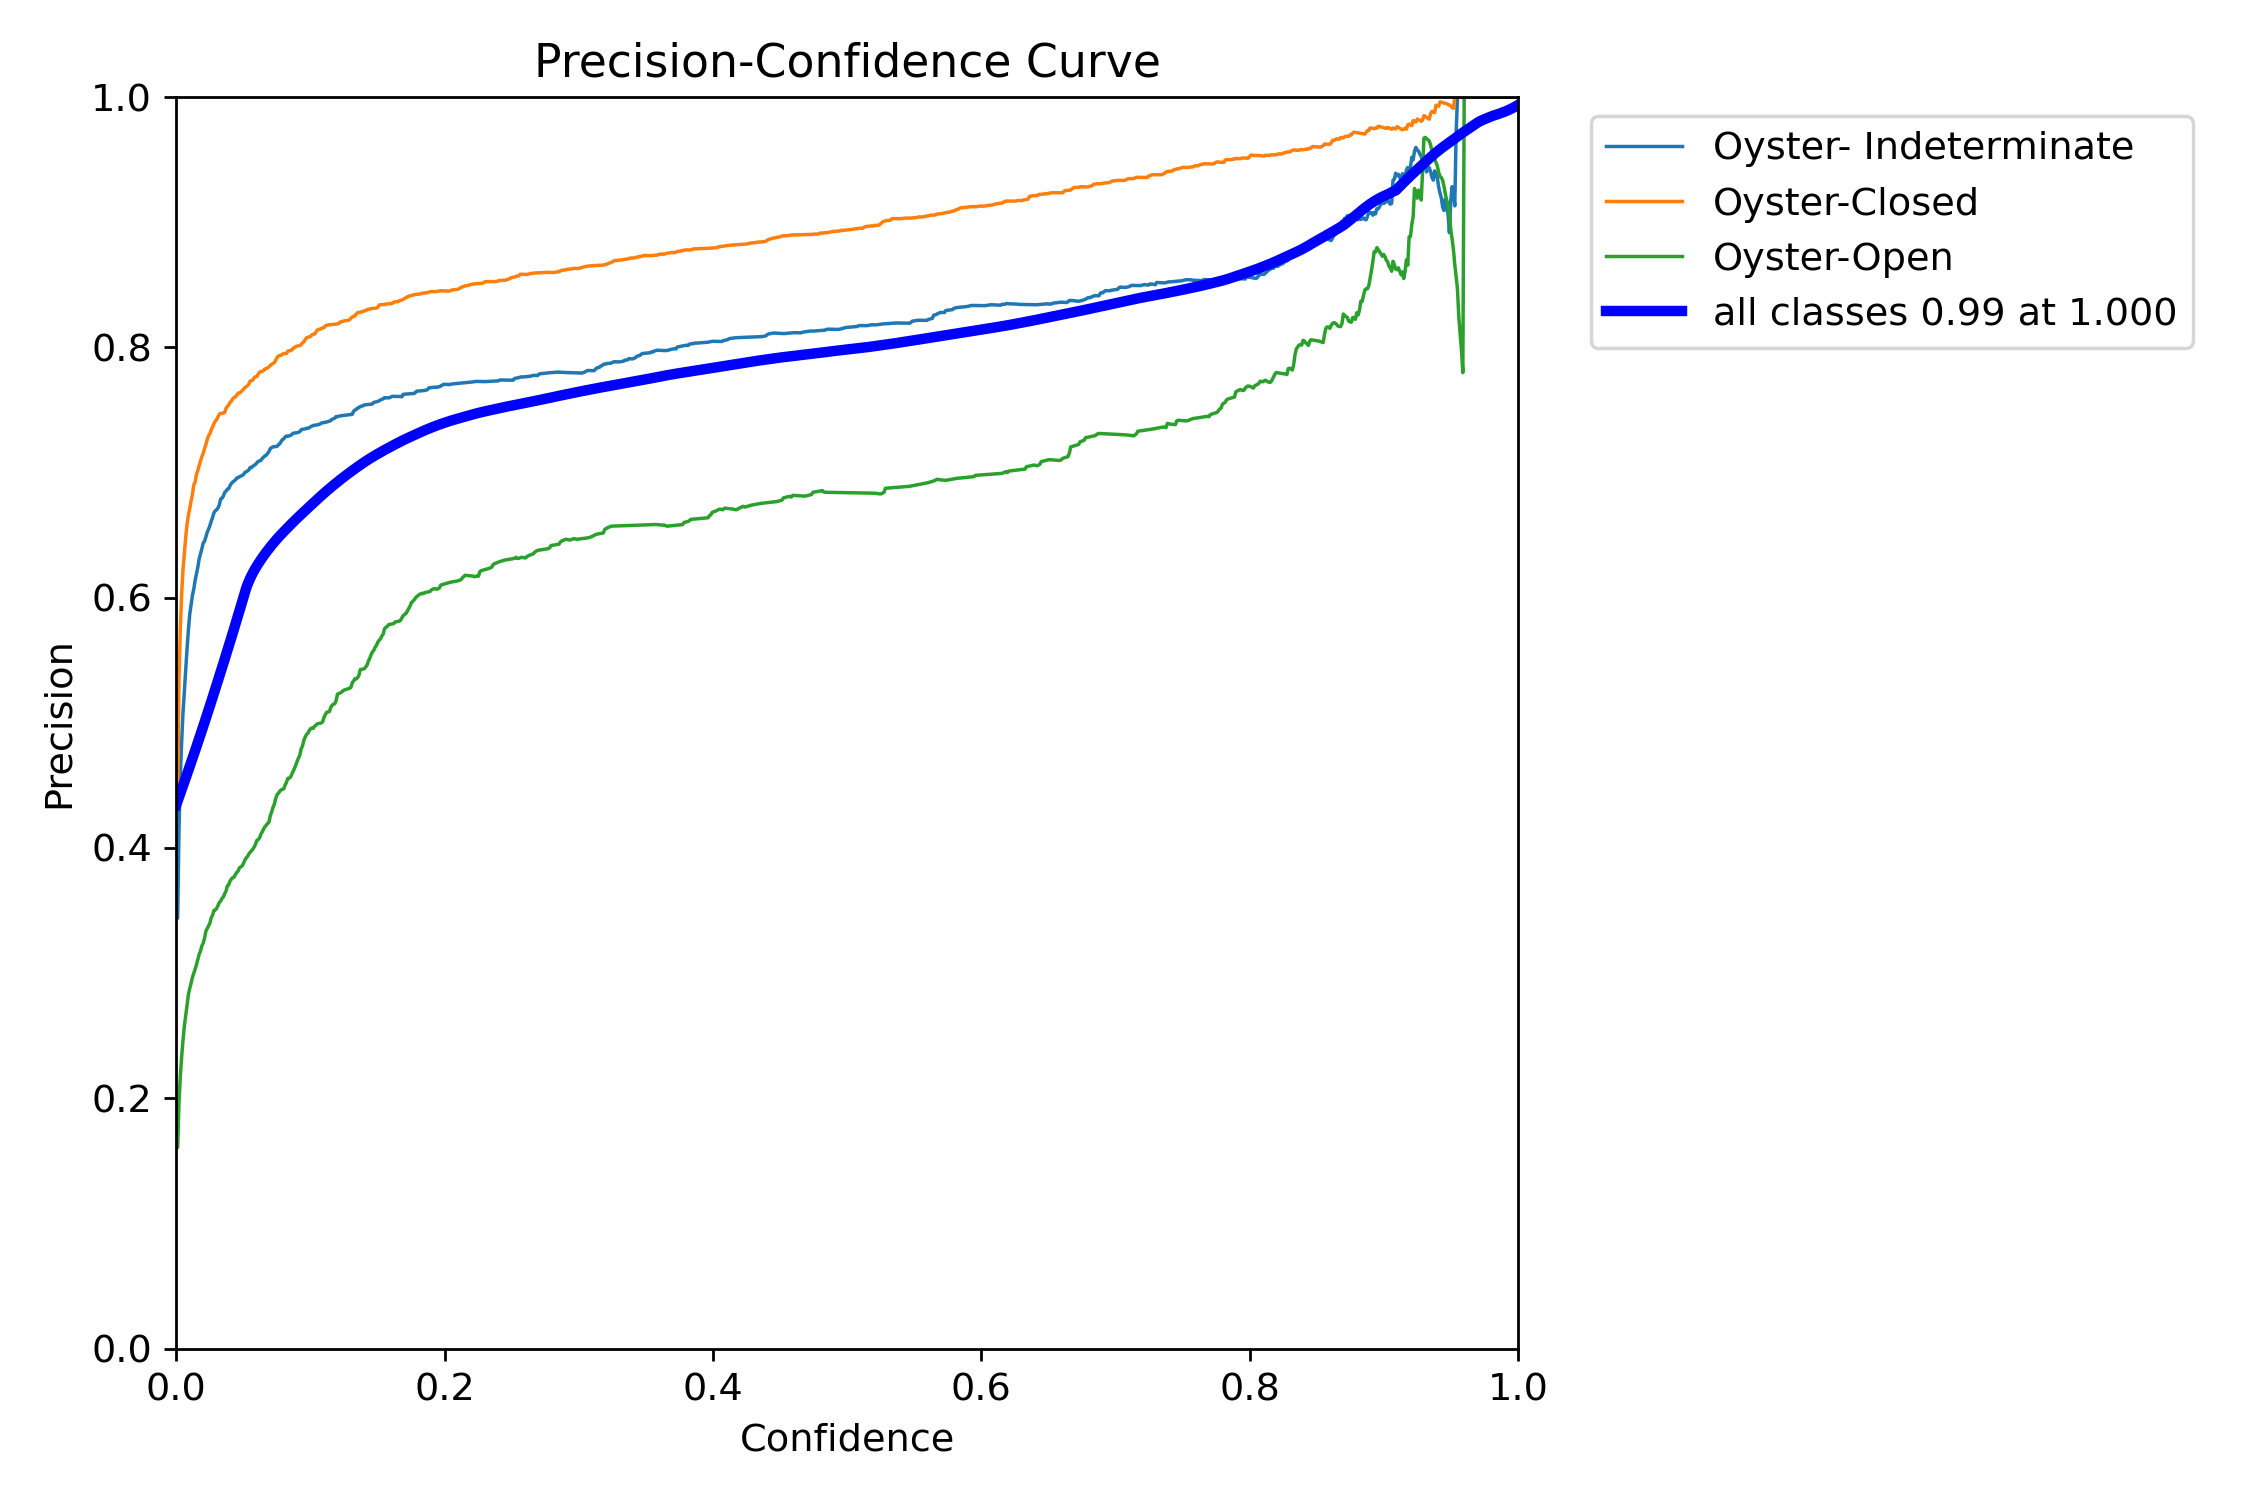 Precision-Confidence Curve
1.0
0.8
0.6
0.4
0.2
0.0
Precision
0.0 0.2 0.4 0.6 0.8 1.0
Confidence
Oyster- Indeterminate
Oyster-Closed
Oyster-Open
all classes 0.99 at 1.000